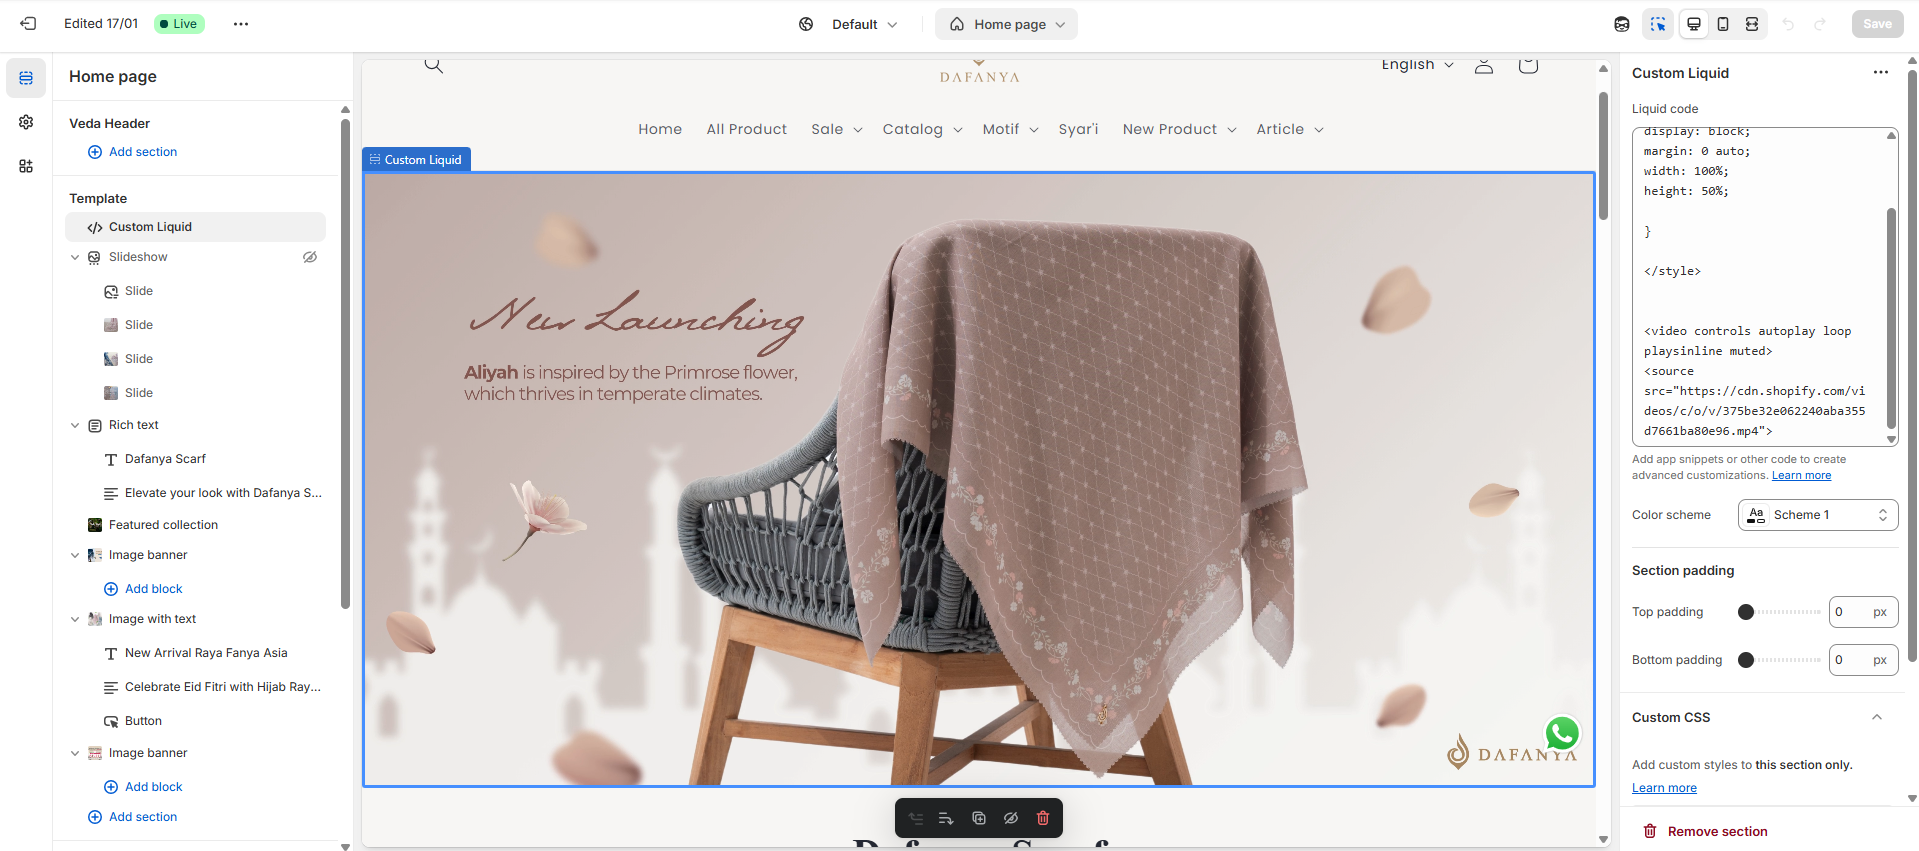 Edited 17/01
Live
Default
Home page
Save
Home page
Veda Header
Add section
Template
Custom Liquid
Slideshow
Slide
Slide
Slide
Slide
Rich text
Dafanya Scarf
Elevate your look with Dafanya S...
Featured collection
Image banner
Add block
Image with text
New Arrival Raya Fanya Asia
Celebrate Eid Fitri with Hijab Ray...
Button
Image banner
Add block
Add section
DAFANYA
English
Home
All Product
Sale
Catalog
Motif
Syar'i
New Product
Article
Custom Liquid
New Launching
Aliyah is inspired by the Primrose flower,
which thrives in temperate climates.
DAFANYA
Custom Liquid
Liquid code
display: block;
margin: 0 auto;
width: 100%;
height: 50%;
}
</style>
<video controls autoplay loop
playsinline muted>
<source
src="https://cdn.shopify.com/vi
deos/c/o/v/375be32e062240aba355
d7661ba80e96.mp4">
Add app snippets or other code to create
advanced customizations. Learn more
Color scheme
Aa
Scheme 1
Section padding
Top padding
0 px
Bottom padding
0 px
Custom CSS
Add custom styles to this section only.
Learn more
Remove section